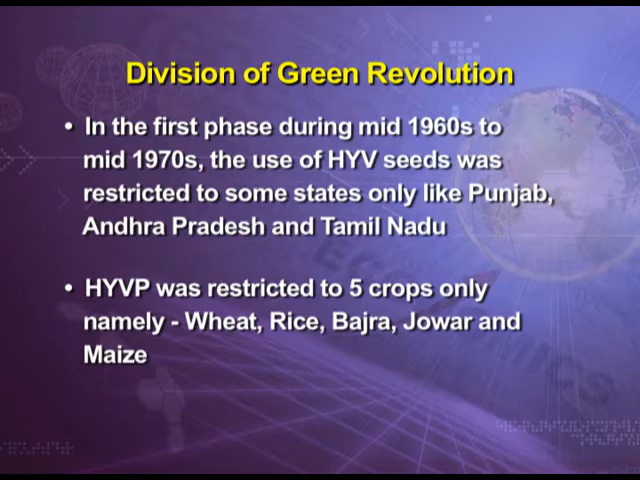 Division of Green Revolution
• In the first phase during mid 1960s to
mid 1970s, the use of HYV seeds was
restricted to some states only like Punjab,
Andhra Pradesh and Tamil Nadu
• HYVP was restricted to 5 crops only
namely - Wheat, Rice, Bajra, Jowar and
Maize